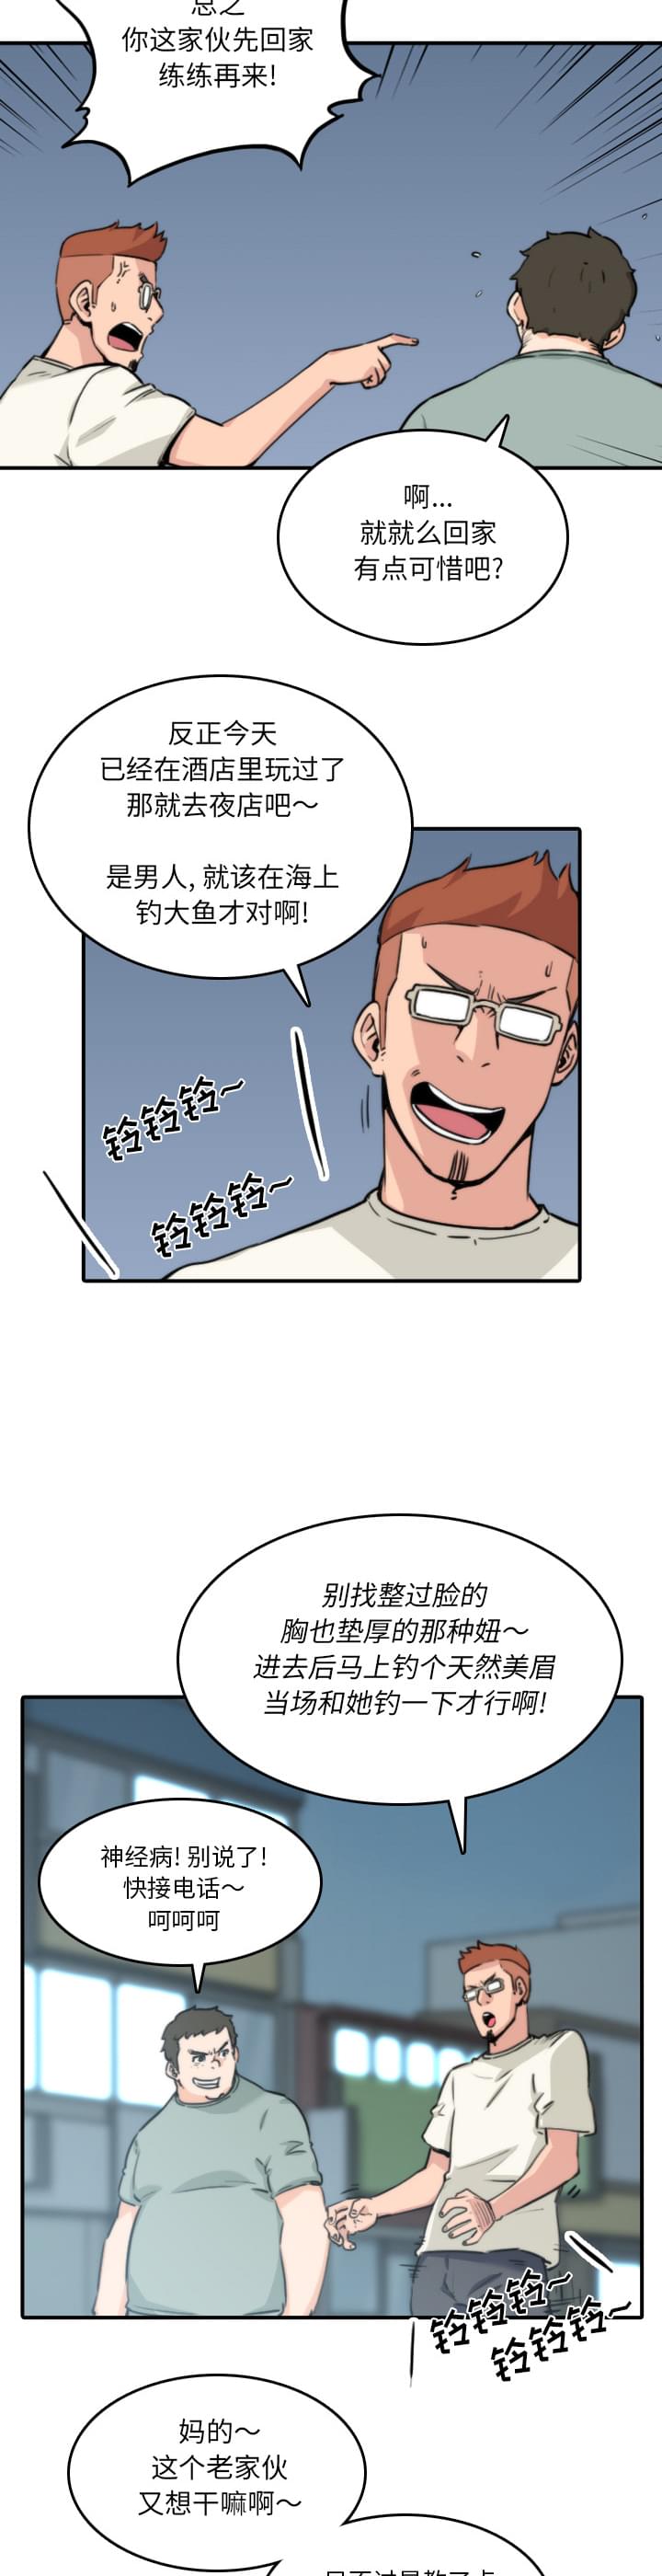 总之
你这家伙先回家
练练再来!
啊...
就就么回家
有点可惜吧?
反正今天
已经在酒店里玩过了
那就去夜店吧～
是男人, 就该在海上
钓大鱼才对啊!
铃铃铃~
铃铃铃~
别找整过脸的
胸也垫厚的那种妞～
进去后马上钓个天然美眉
当场和她钓一下才行啊!
神经病! 别说了!
快接电话～
呵呵呵
铃铃铃~
铃铃铃~
妈的～
这个老家伙
又想干嘛啊～